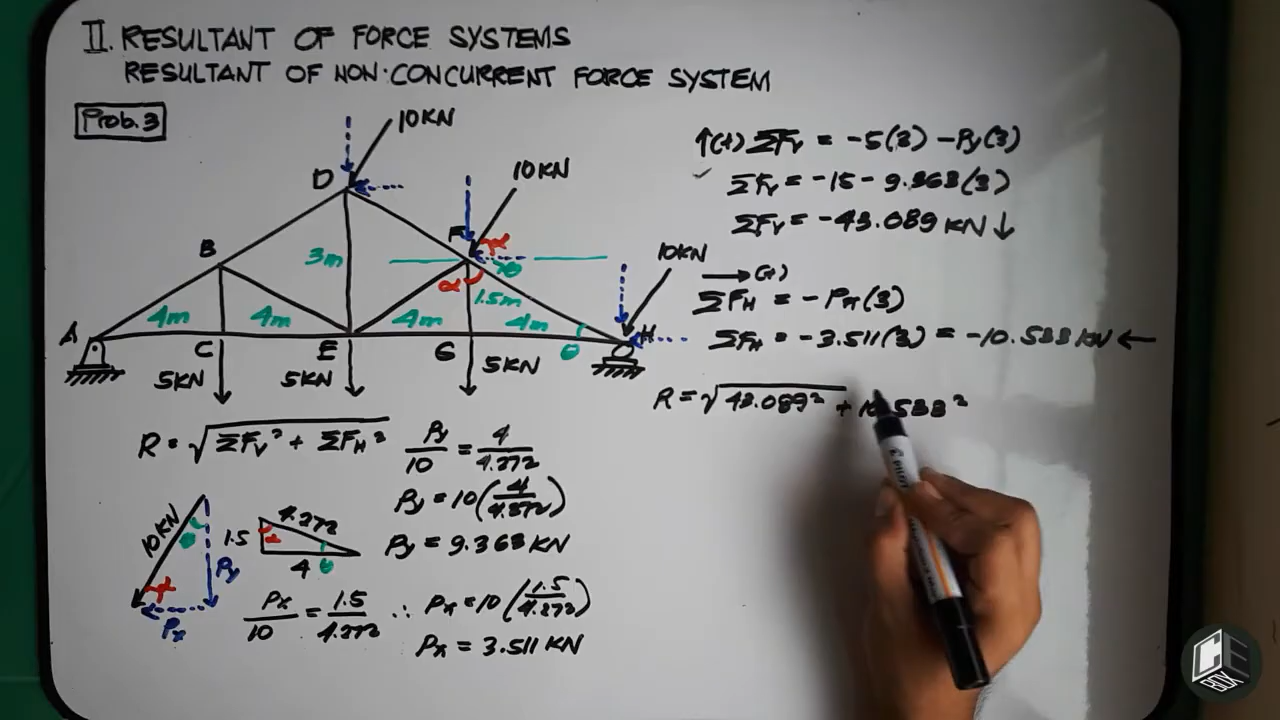 II. RESULTANT OF FORCE SYSTEMS
RESULTANT OF NON-CONCURRENT FORCE SYSTEM
Prob. 3
10KN
10KN
10KN
D
B
F
A
C
E
G
H
3m
1.5m
4m
4m
4m
4m
α
α
θ
θ
5KN
5KN
5KN
R = √ΣFv² + ΣFH²
Py/10 = 4/4.272
Py = 10(4/4.272)
Py = 9.363 KN
10KN
θ
α
Py
Px
1.5
4.272
α
θ
4
Px/10 = 1.5/4.272 ∴ Px = 10(1.5/4.272)
Px = 3.511 KN
↑(+) ΣFv = -5(3) - Py(3)
ΣFv = -15 - 9.363(3)
ΣFv = -43.089 KN ↓
→(+)
ΣFH = -PH(3)
ΣFH = -3.511(3) = -10.533 KN ←
R = √43.089² + 10.533²
CE
BOX